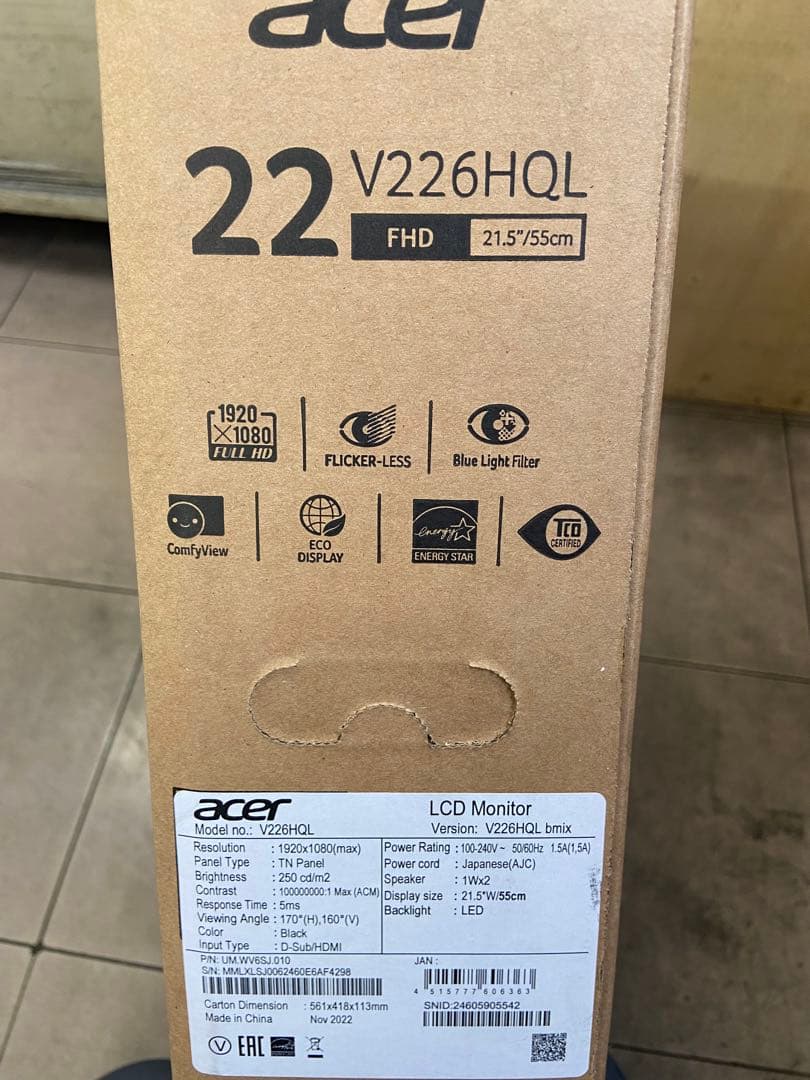 acer
22 V226HQL
FHD 21.5"/55cm
1920
X1080
FULL HD
FLICKER-LESS
Blue Light Filter
ComfyView
ECO
DISPLAY
energy
ENERGY STAR
TCO
CERTIFIED
acer LCD Monitor
Model no.: V226HQL Version: V226HQL bmix
Resolution : 1920x1080(max)
Panel Type : TN Panel
Brightness : 250 cd/m2
Contrast : 100000000:1 Max (ACM)
Response Time : 5ms
Viewing Angle : 170°(H),160°(V)
Color : Black
Input Type : D-Sub/HDMI
Power Rating : 100-240V ~ 50/60Hz 1.5A(1,5A)
Power cord : Japanese(AJC)
Speaker : 1Wx2
Display size : 21.5"W/55cm
Backlight : LED
P/N: UM.WV6SJ.010
S/N: MMLXLSJ0062460E6AF4298
JAN :
4 515777 606363
Carton Dimension : 561x418x113mm
Made in China Nov 2022
SNID:24605905542
V EAC